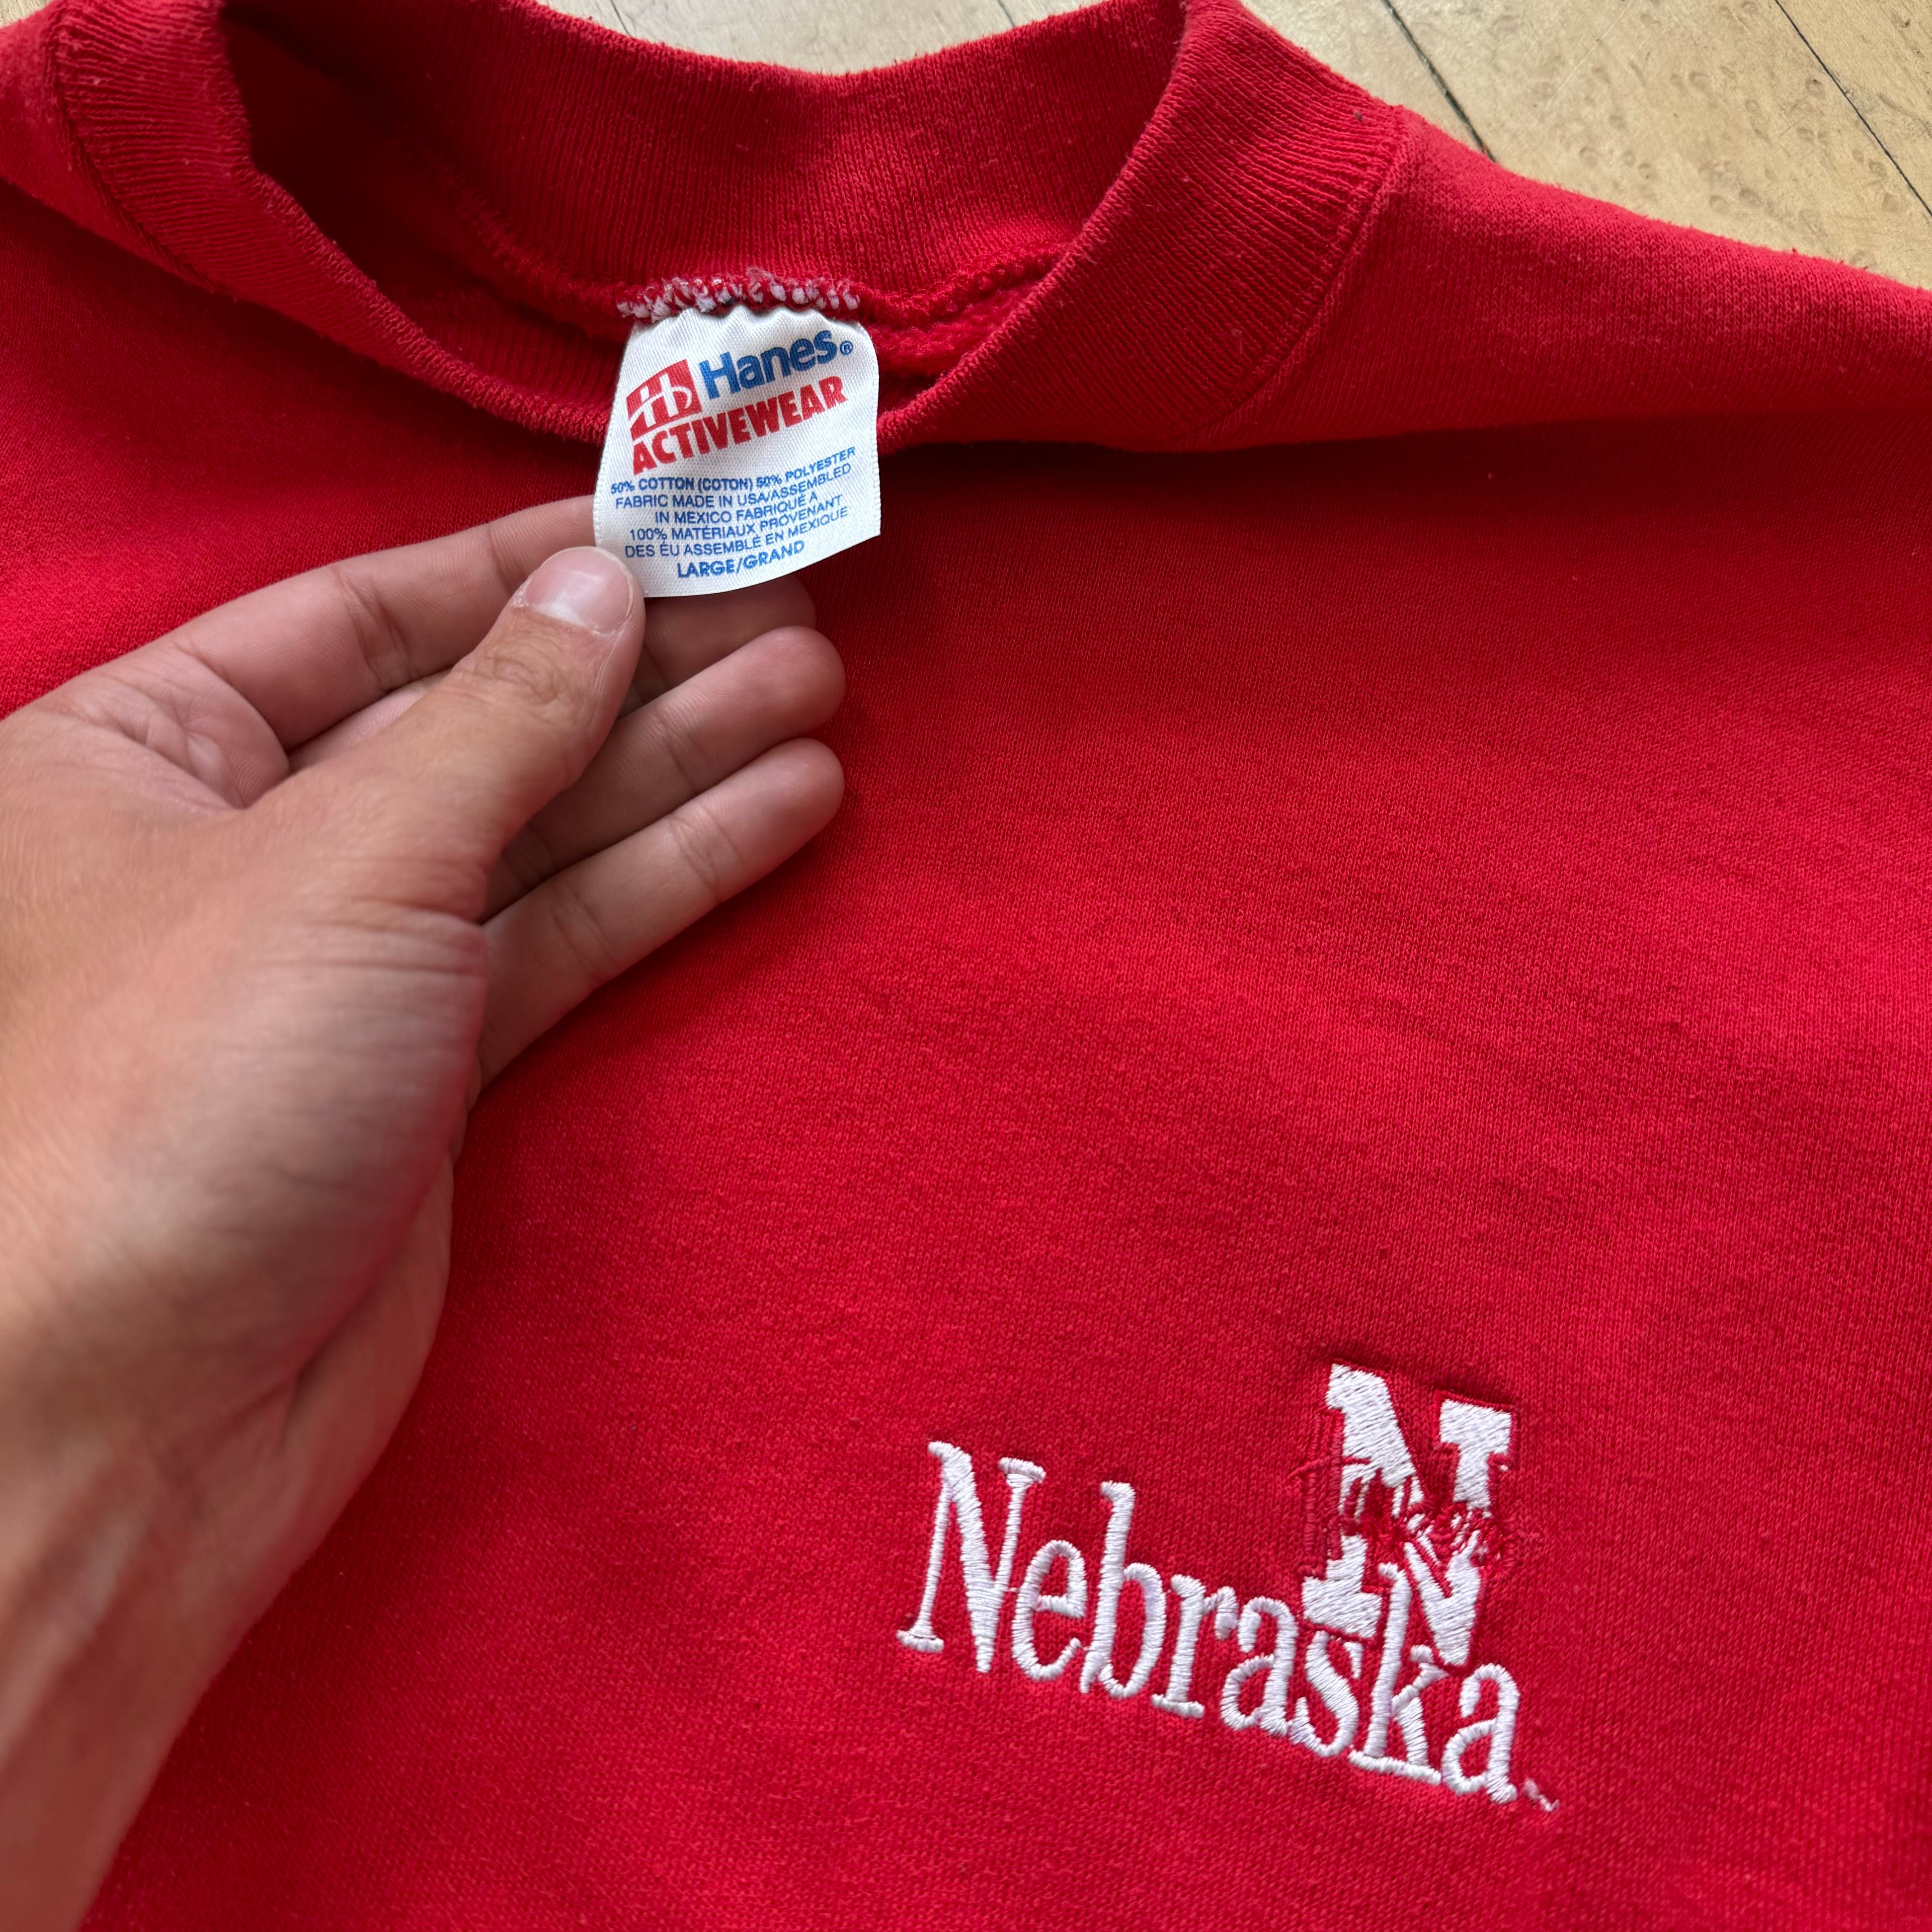 Hanes®
ACTIVEWEAR
50% COTTON (COTON) 50% POLYESTER
FABRIC MADE IN USA/ASSEMBLED
IN MEXICO FABRIQUÉ A
100% MATÉRIAUX PROVENANT
DES ÉU ASSEMBLÉ EN MEXIQUE
LARGE/GRAND
N
Huskers
Nebraska